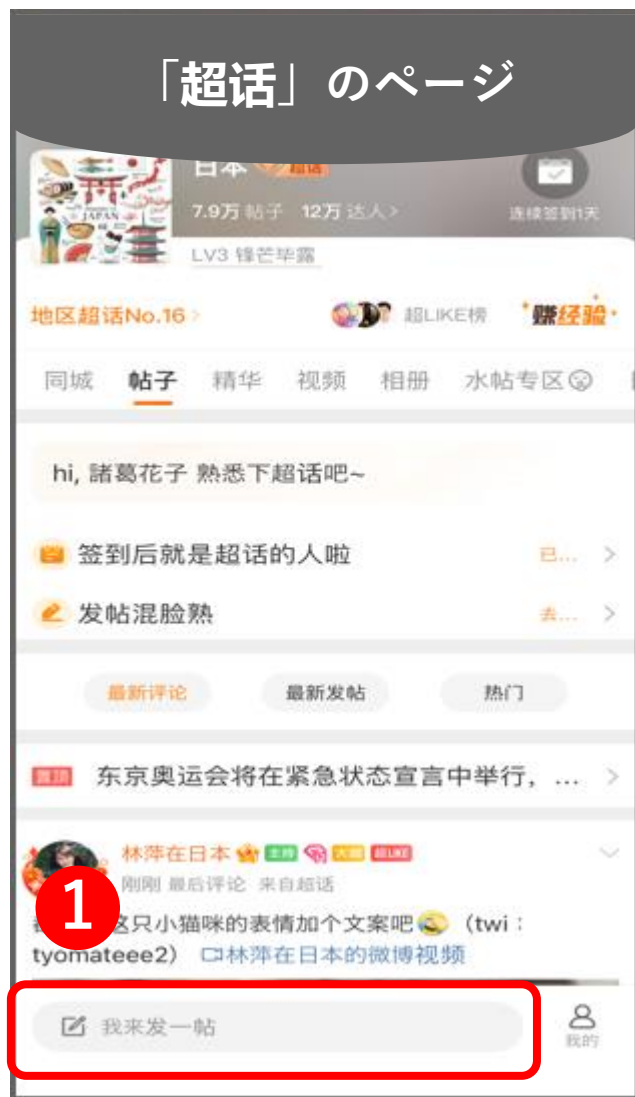 「超话」のページ
日本 超话
7.9万 帖子 12万 达人>
连续签到1天
LV3 锋芒毕露
地区超话No.16 >
超LIKE榜
赚经验
同城 帖子 精华 视频 相册 水帖专区
hi, 諸葛花子 熟悉下超话吧~
签到后就是超话的人啦 已... >
发帖混脸熟 去... >
最新评论 最新发帖 热门
置顶 东京奥运会将在紧急状态宣言中举行，... >
林萍在日本 主持 超LIKE
刚刚 最后评论 来自超话
1
这只小猫咪的表情加个文案吧 (twi：
tyomateee2) 林萍在日本的微博视频
我来发一帖
我的